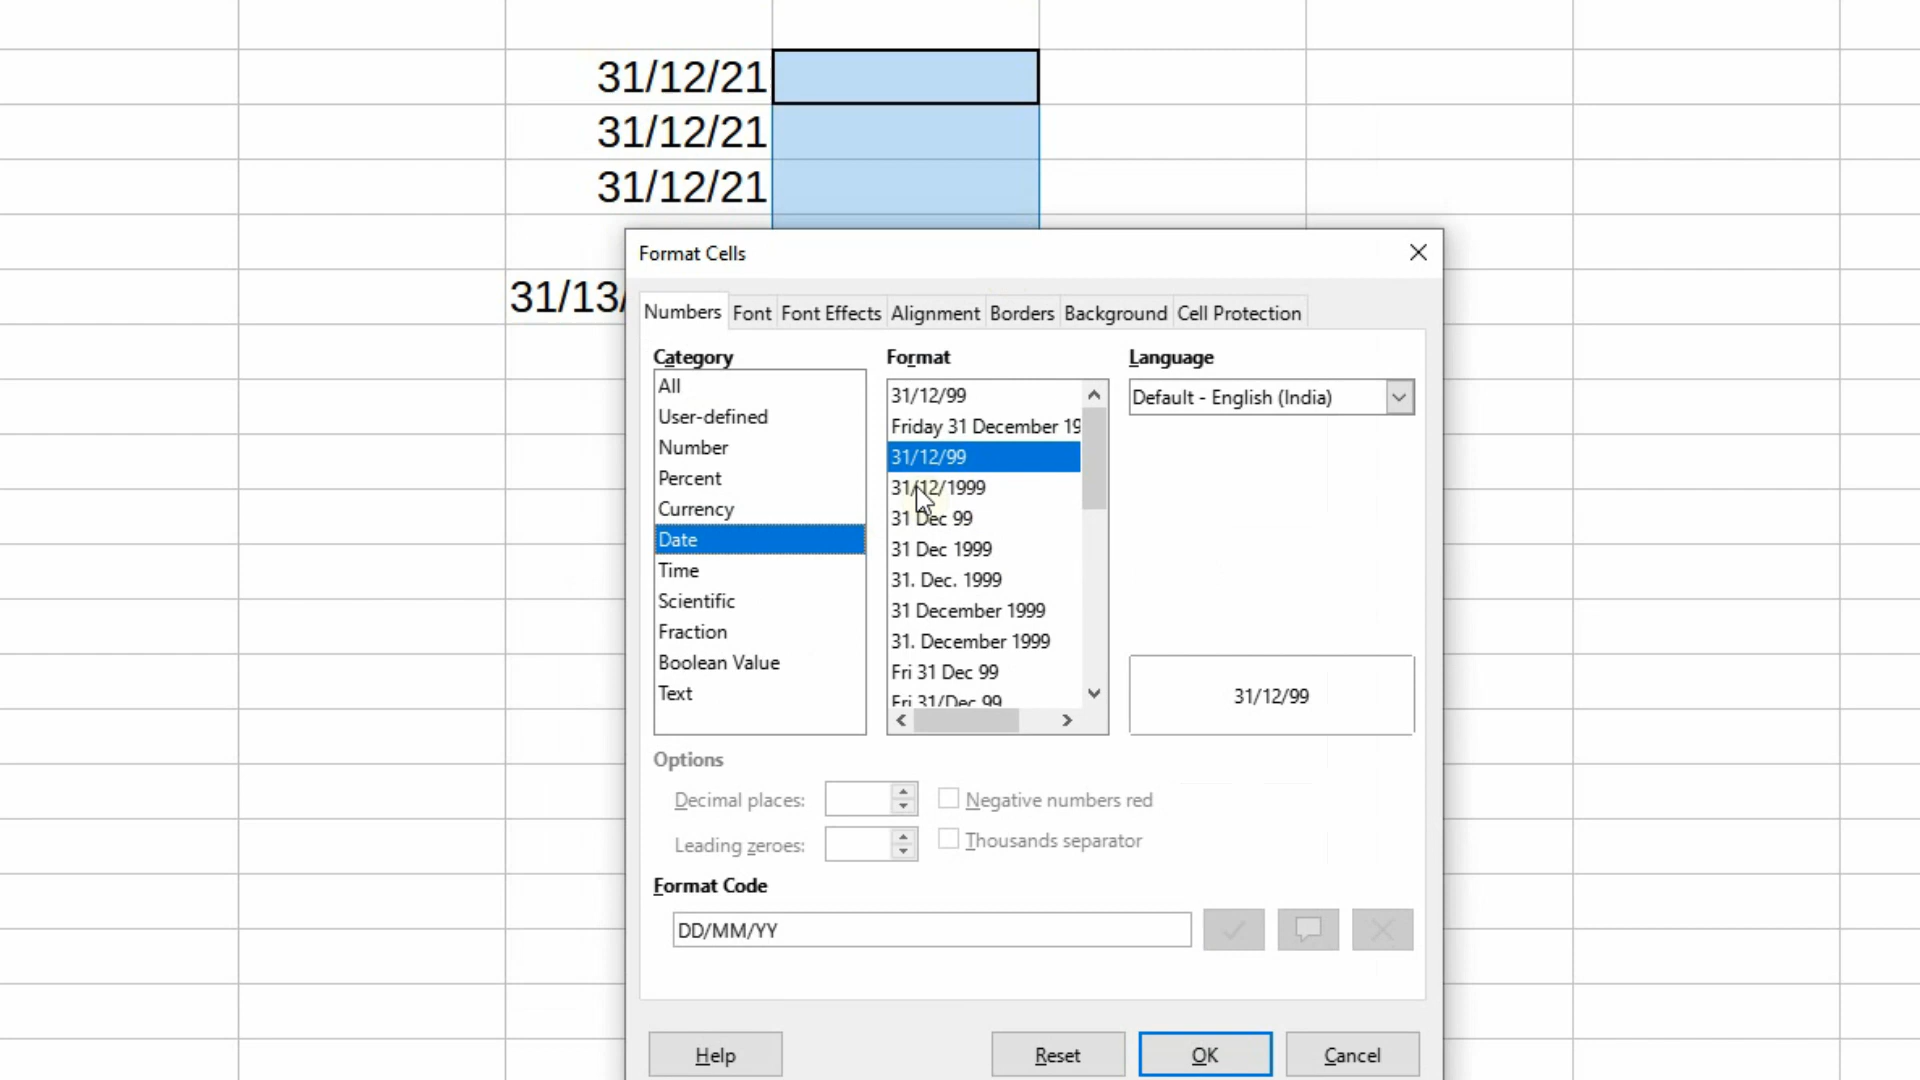 31/12/21
31/12/21
31/12/21
31/13/
Format Cells
Numbers Font Font Effects Alignment Borders Background Cell Protection
Category Format Language
All
User-defined
Number
Percent
Currency
Date
Time
Scientific
Fraction
Boolean Value
Text
31/12/99
Friday 31 December 19
31/12/99
31/12/1999
31 Dec 99
31 Dec 1999
31. Dec. 1999
31 December 1999
31. December 1999
Fri 31 Dec 99
Fri 31/Dec 99
Default - English (India)
31/12/99
Options
Decimal places: Negative numbers red
Leading zeroes: Thousands separator
Format Code
DD/MM/YY
Help Reset OK Cancel